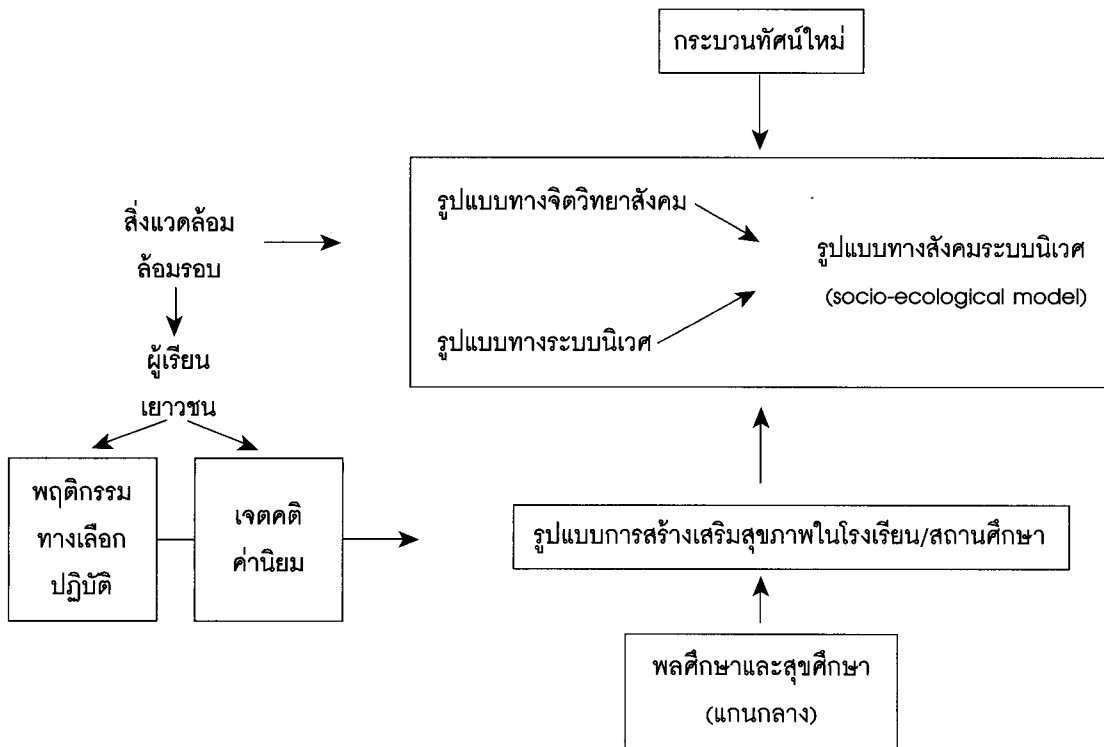 กระบวนทัศน์ใหม่
สิ่งแวดล้อม
ล้อมรอบ
ผู้เรียน
เยาวชน
พฤติกรรม
ทางเลือก
ปฏิบัติ
เจตคติ
ค่านิยม
รูปแบบทางจิตวิทยาสังคม
รูปแบบทางระบบนิเวศ
รูปแบบทางสังคมระบบนิเวศ
(socio-ecological model)
รูปแบบการสร้างเสริมสุขภาพในโรงเรียน/สถานศึกษา
พลศึกษาและสุขศึกษา
(แกนกลาง)